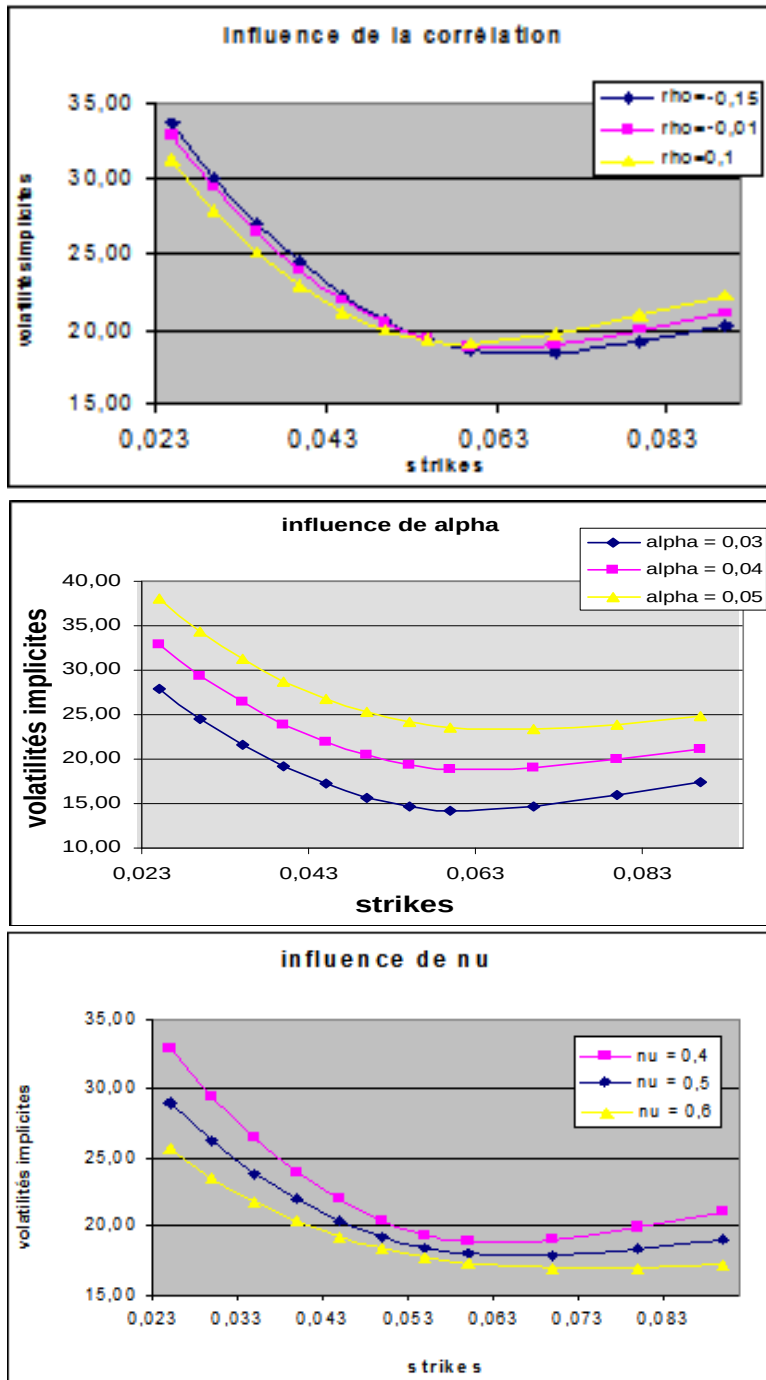 Influence de la corrélation
rho=-0,15
rho=-0,01
rho=0,1
35,00
30,00
25,00
20,00
15,00
volatilités implicites
0,023 0,043 0,063 0,083
strikes
influence de alpha
alpha = 0,03
alpha = 0,04
alpha = 0,05
40,00
35,00
30,00
25,00
20,00
15,00
10,00
volatilités implicites
0,023 0,043 0,063 0,083
strikes
influence de nu
nu = 0,4
nu = 0,5
nu = 0,6
35,00
30,00
25,00
20,00
15,00
volatilités implicites
0,023 0,033 0,043 0,053 0,063 0,073 0,083
strikes